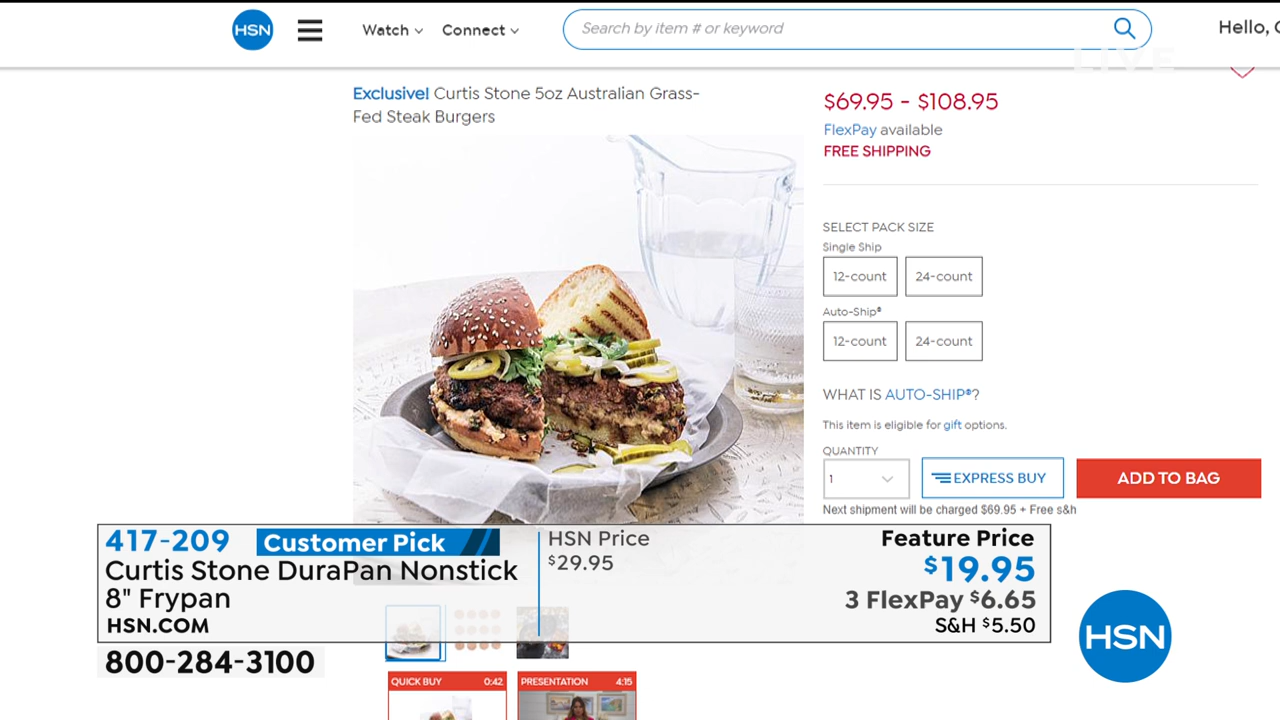 HSN
Watch
Connect
Search by item # or keyword
Hello,
LIVE
Exclusive! Curtis Stone 5oz Australian Grass-
Fed Steak Burgers
$69.95 - $108.95
FlexPay available
FREE SHIPPING
SELECT PACK SIZE
Single Ship
12-count
24-count
Auto-Ship®
12-count
24-count
WHAT IS AUTO-SHIP®?
This item is eligible for gift options.
QUANTITY
1
EXPRESS BUY
ADD TO BAG
Next shipment will be charged $69.95 + Free s&h
417-209
Customer Pick
Curtis Stone DuraPan Nonstick
8" Frypan
HSN.COM
HSN Price
$29.95
Feature Price
$19.95
3 FlexPay $6.65
S&H $5.50
800-284-3100
HSN
QUICK BUY 0:42
PRESENTATION 4:15